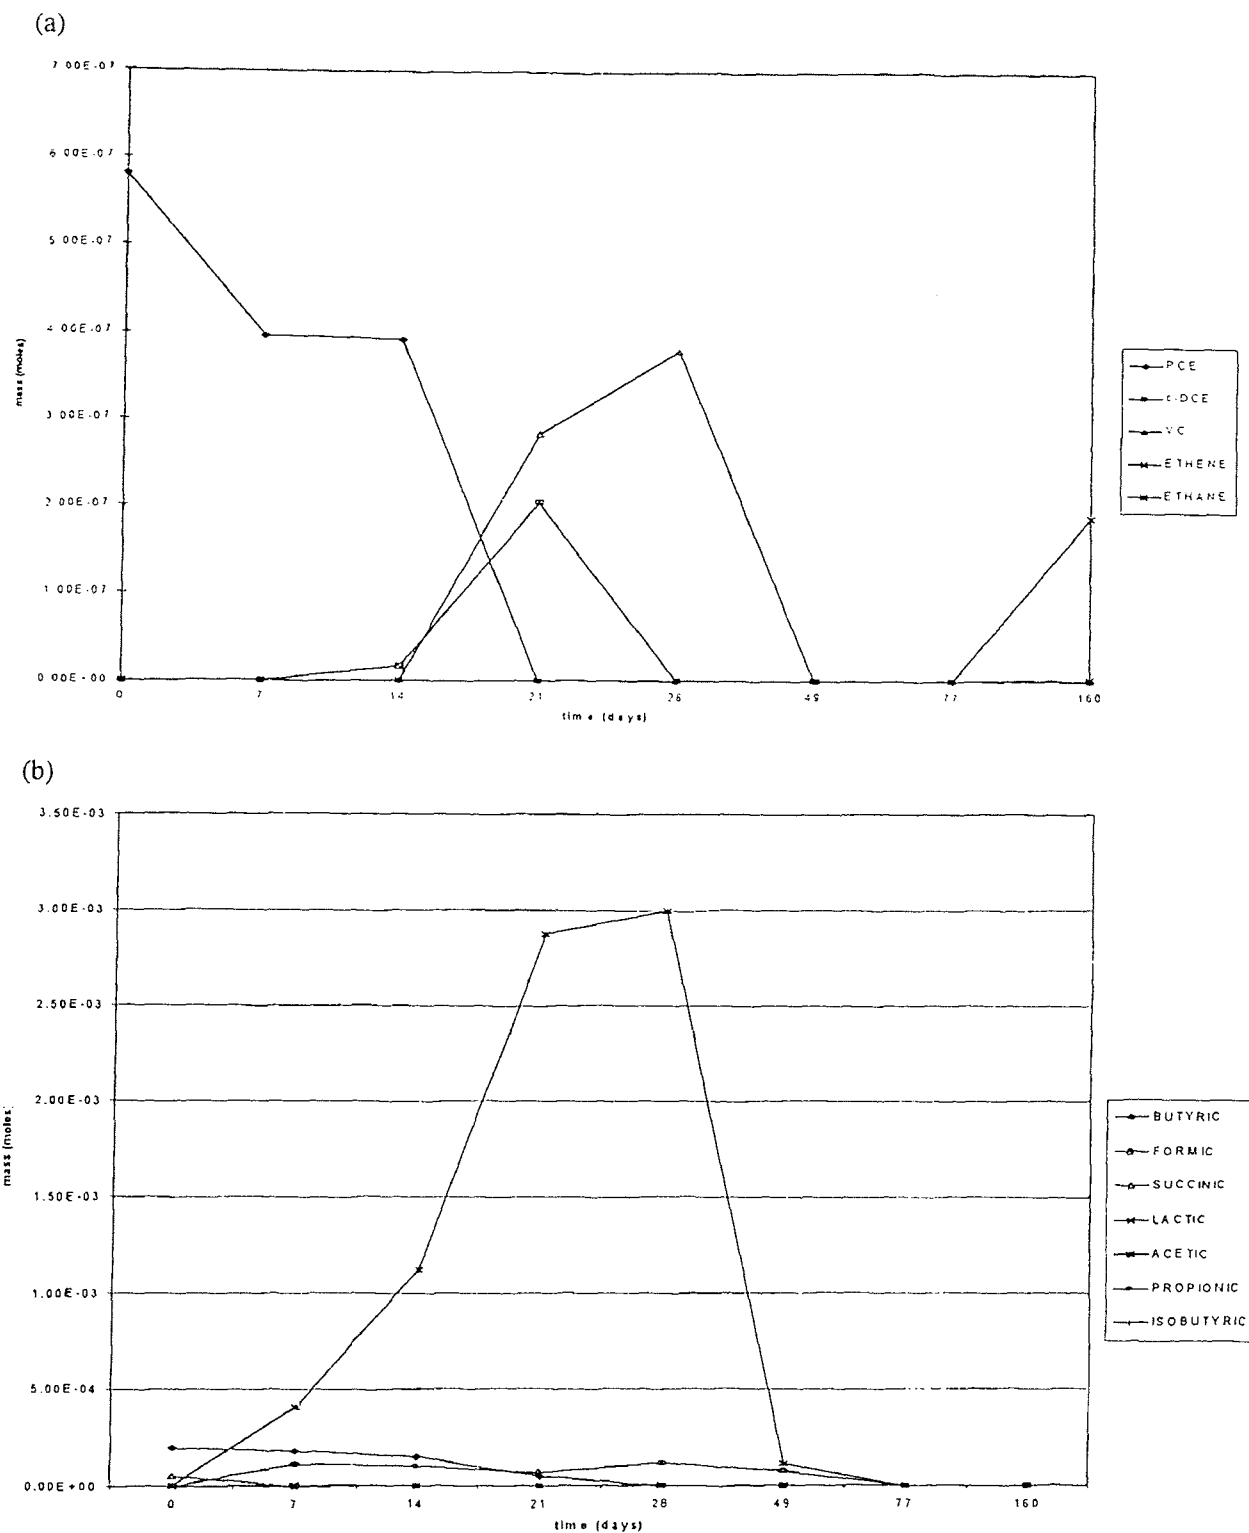 (a)
7.00E-07
6.00E-07
5.00E-07
4.00E-07
3.00E-07
2.00E-07
1.00E-07
0.00E+00
mass (moles)
0 7 14 21 28 49 77 160
time (days)
PCE
c-DCE
VC
ETHENE
ETHANE
(b)
3.50E-03
3.00E-03
2.50E-03
2.00E-03
1.50E-03
1.00E-03
5.00E-04
0.00E+00
mass (moles)
0 7 14 21 28 49 77 160
time (days)
BUTYRIC
FORMIC
SUCCINIC
LACTIC
ACETIC
PROPIONIC
ISOBUTYRIC